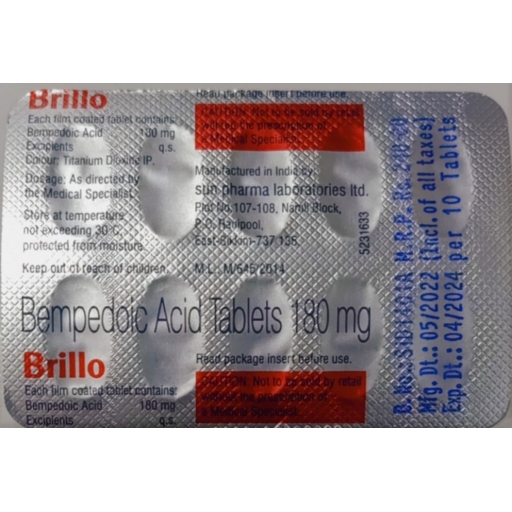 Brillo
Each film coated tablet contains:
Bempedoic Acid 180 mg
Excipients q.s.
Colour: Titanium Dioxide IP.
Dosage: As directed by
the Medical Specialist.
Store at temperature
not exceeding 30°C,
protected from moisture.
Keep out of reach of children.
Read package insert before use.
CAUTION: Not to be sold by retail
without the prescription of
a Medical Specialist.
Manufactured in India by:
sun pharma laboratories ltd.
Plot No.107-108, Namli Block,
P.O. Ranipool,
East-Sikkim-737 135.
M.L.: M/645/2014
5231633
Bempedoic Acid Tablets 180 mg
Brillo
Each film coated tablet contains:
Bempedoic Acid 180 mg
Excipients q.s.
Read package insert before use.
CAUTION: Not to be sold by retail
without the prescription of
a Medical Specialist.
B.No. M.R.P. Rs.
Mfg. Dt.: 05/2022 (Incl. of all taxes)
Exp. Dt.: 04/2024 per 10 Tablets